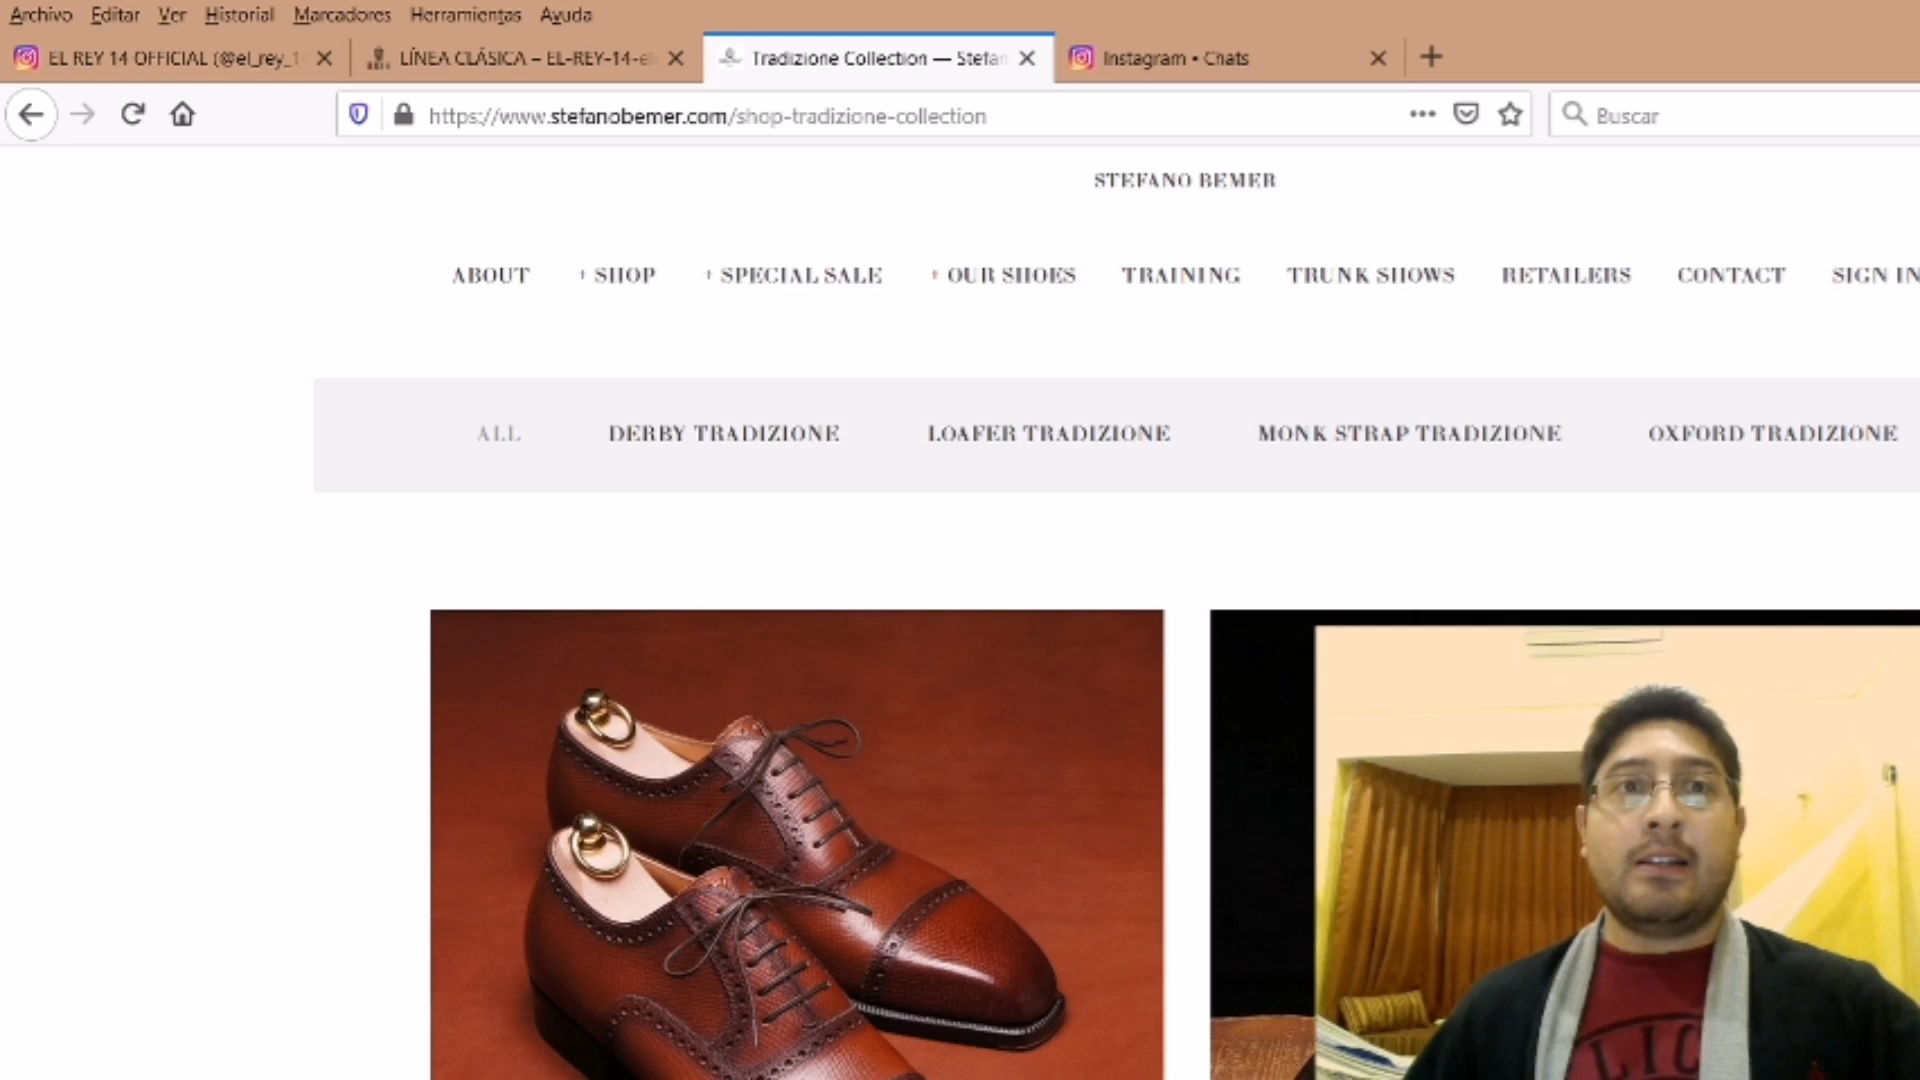 Archivo Editar Ver Historial Marcadores Herramientas Ayuda
EL REY 14 OFFICIAL (@el_rey_1
LÍNEA CLÁSICA – EL-REY-14-el
Tradizione Collection — Stefan
Instagram • Chats
https://www.stefanobemer.com/shop-tradizione-collection
Buscar
STEFANO BEMER
ABOUT + SHOP + SPECIAL SALE + OUR SHOES TRAINING TRUNK SHOWS RETAILERS CONTACT SIGN IN
ALL DERBY TRADIZIONE LOAFER TRADIZIONE MONK STRAP TRADIZIONE OXFORD TRADIZIONE